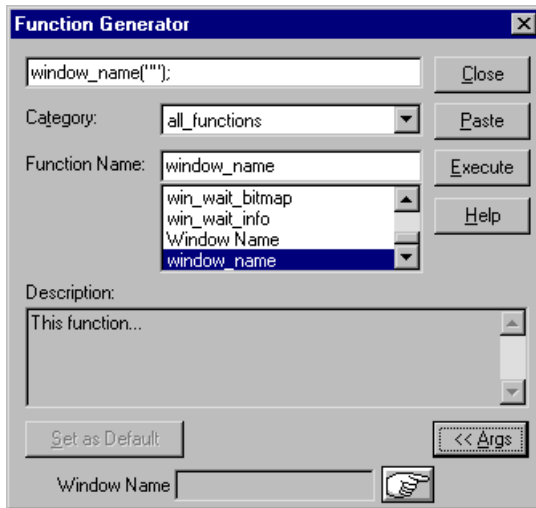 Function Generator
window_name("");
Close
Category:
all_functions
Paste
Function Name:
window_name
Execute
win_wait_bitmap
win_wait_info
Window Name
window_name
Help
Description:
This function...
Set as Default
<< Args
Window Name